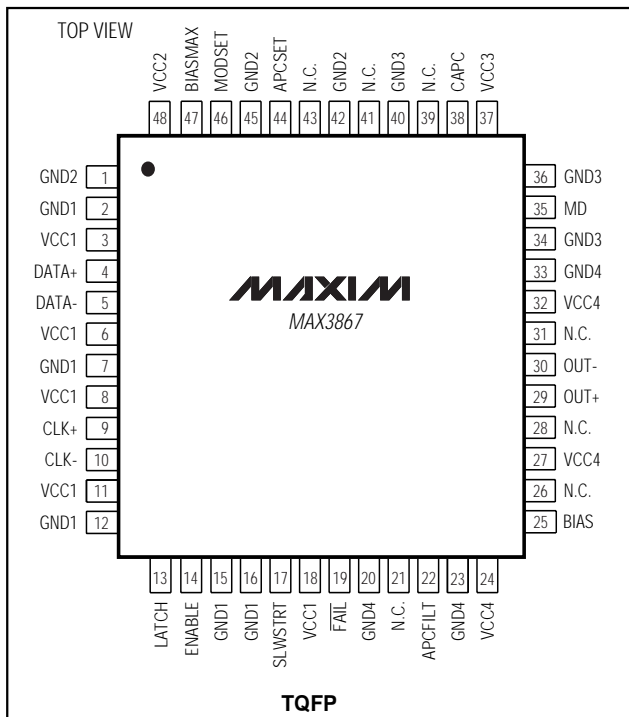 TOP VIEW
VCC2
BIASMAX
MODSET
GND2
APCSET
N.C.
GND2
N.C.
GND3
N.C.
CAPC
VCC3
48
47
46
45
44
43
42
41
40
39
38
37
GND2 1
GND1 2
VCC1 3
DATA+ 4
DATA- 5
VCC1 6
GND1 7
VCC1 8
CLK+ 9
CLK- 10
VCC1 11
GND1 12
MAXIM
MAX3867
36 GND3
35 MD
34 GND3
33 GND4
32 VCC4
31 N.C.
30 OUT-
29 OUT+
28 N.C.
27 VCC4
26 N.C.
25 BIAS
13
14
15
16
17
18
19
20
21
22
23
24
LATCH
ENABLE
GND1
GND1
SLWSTRT
VCC1
FAIL
GND4
N.C.
APCFILT
GND4
VCC4
TQFP